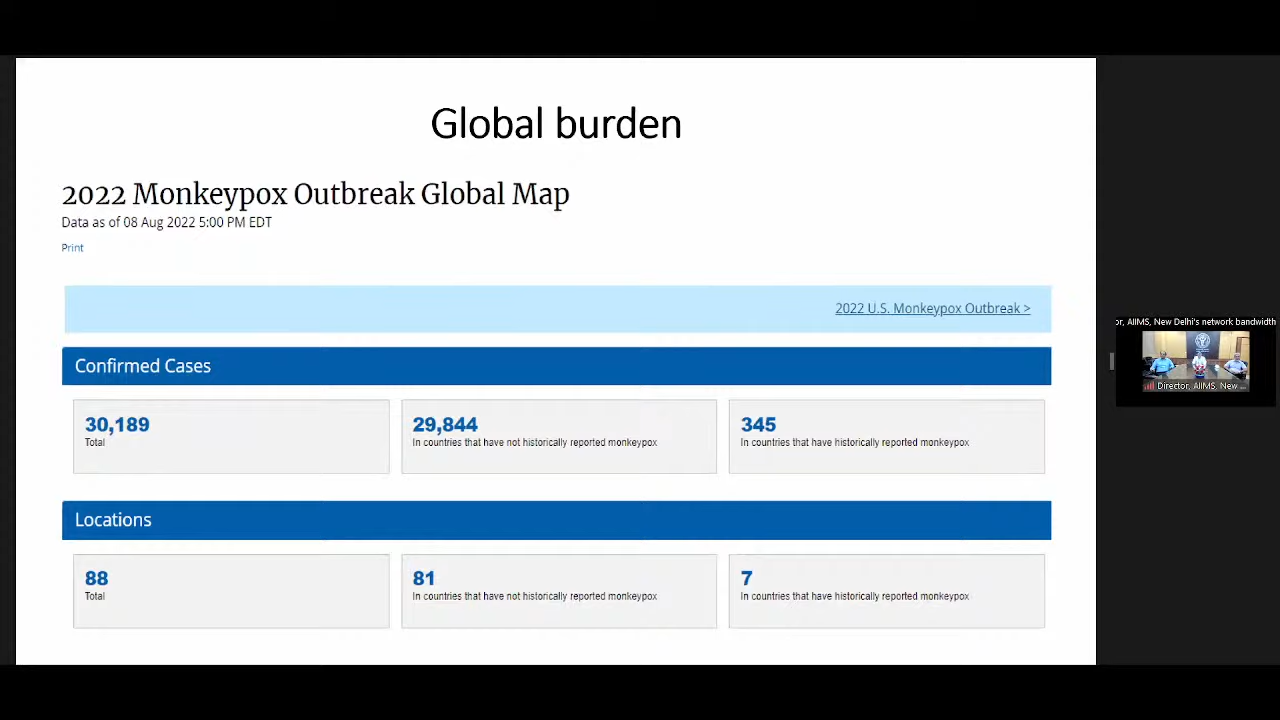 Global burden
2022 Monkeypox Outbreak Global Map
Data as of 08 Aug 2022 5:00 PM EDT
Print
2022 U.S. Monkeypox Outbreak >
Confirmed Cases
30,189
Total
29,844
In countries that have not historically reported monkeypox
345
In countries that have historically reported monkeypox
Locations
88
Total
81
In countries that have not historically reported monkeypox
7
In countries that have historically reported monkeypox
or, AIIMS, New Delhi's network bandwidth
Director, AIIMS, New ...